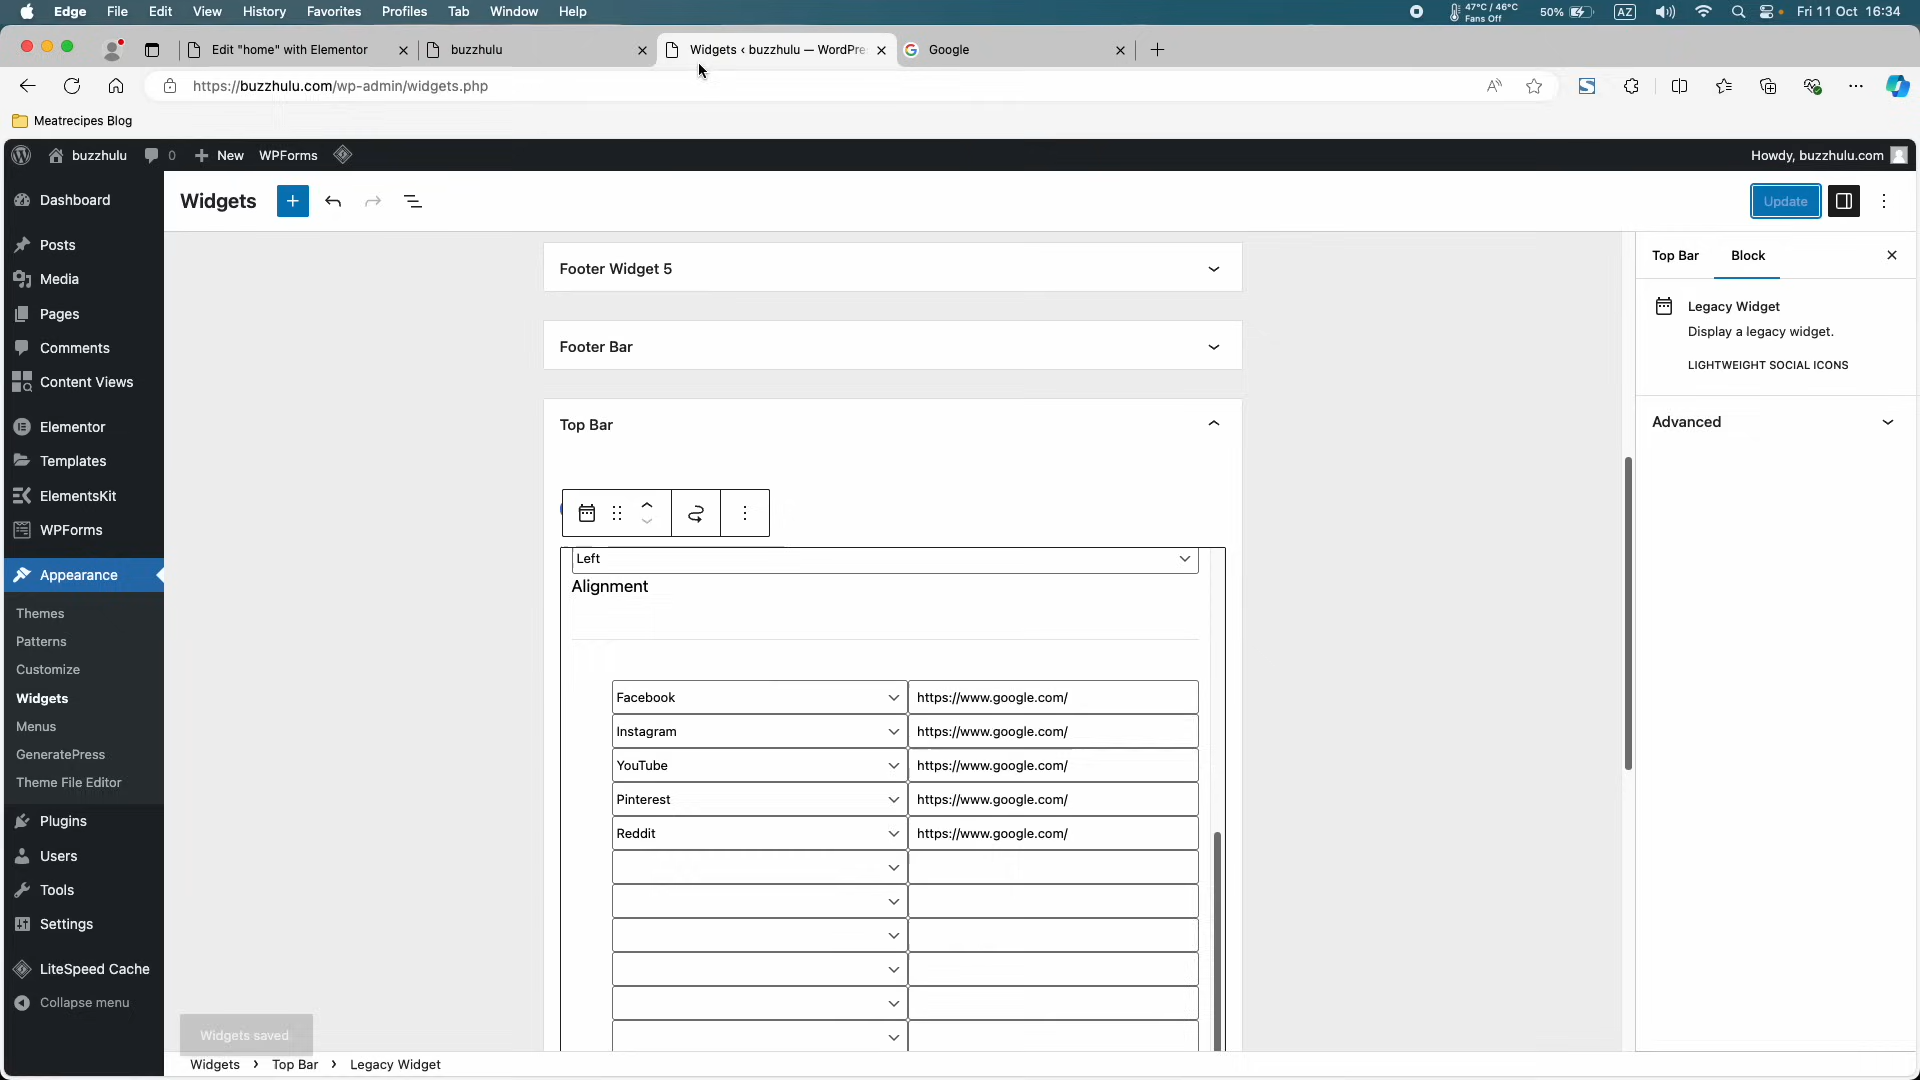 Edge File Edit View History Favorites Profiles Tab Window Help
47°C / 46°C
Fans Off
50% AZ Fri 11 Oct 16:34
Edit "home" with Elementor
buzzhulu
Widgets ‹ buzzhulu — WordPre
Google
https://buzzhulu.com/wp-admin/widgets.php
Meatrecipes Blog
buzzhulu 0 New WPForms
Howdy, buzzhulu.com
Dashboard
Posts
Media
Pages
Comments
Content Views
Elementor
Templates
ElementsKit
WPForms
Appearance
Themes
Patterns
Customize
Widgets
Menus
GeneratePress
Theme File Editor
Plugins
Users
Tools
Settings
LiteSpeed Cache
Collapse menu
Widgets
Update
Footer Widget 5
Footer Bar
Top Bar
Left
Alignment
Facebook https://www.google.com/
Instagram https://www.google.com/
YouTube https://www.google.com/
Pinterest https://www.google.com/
Reddit https://www.google.com/
Top Bar Block
Legacy Widget
Display a legacy widget.
LIGHTWEIGHT SOCIAL ICONS
Advanced
Widgets saved
Widgets › Top Bar › Legacy Widget